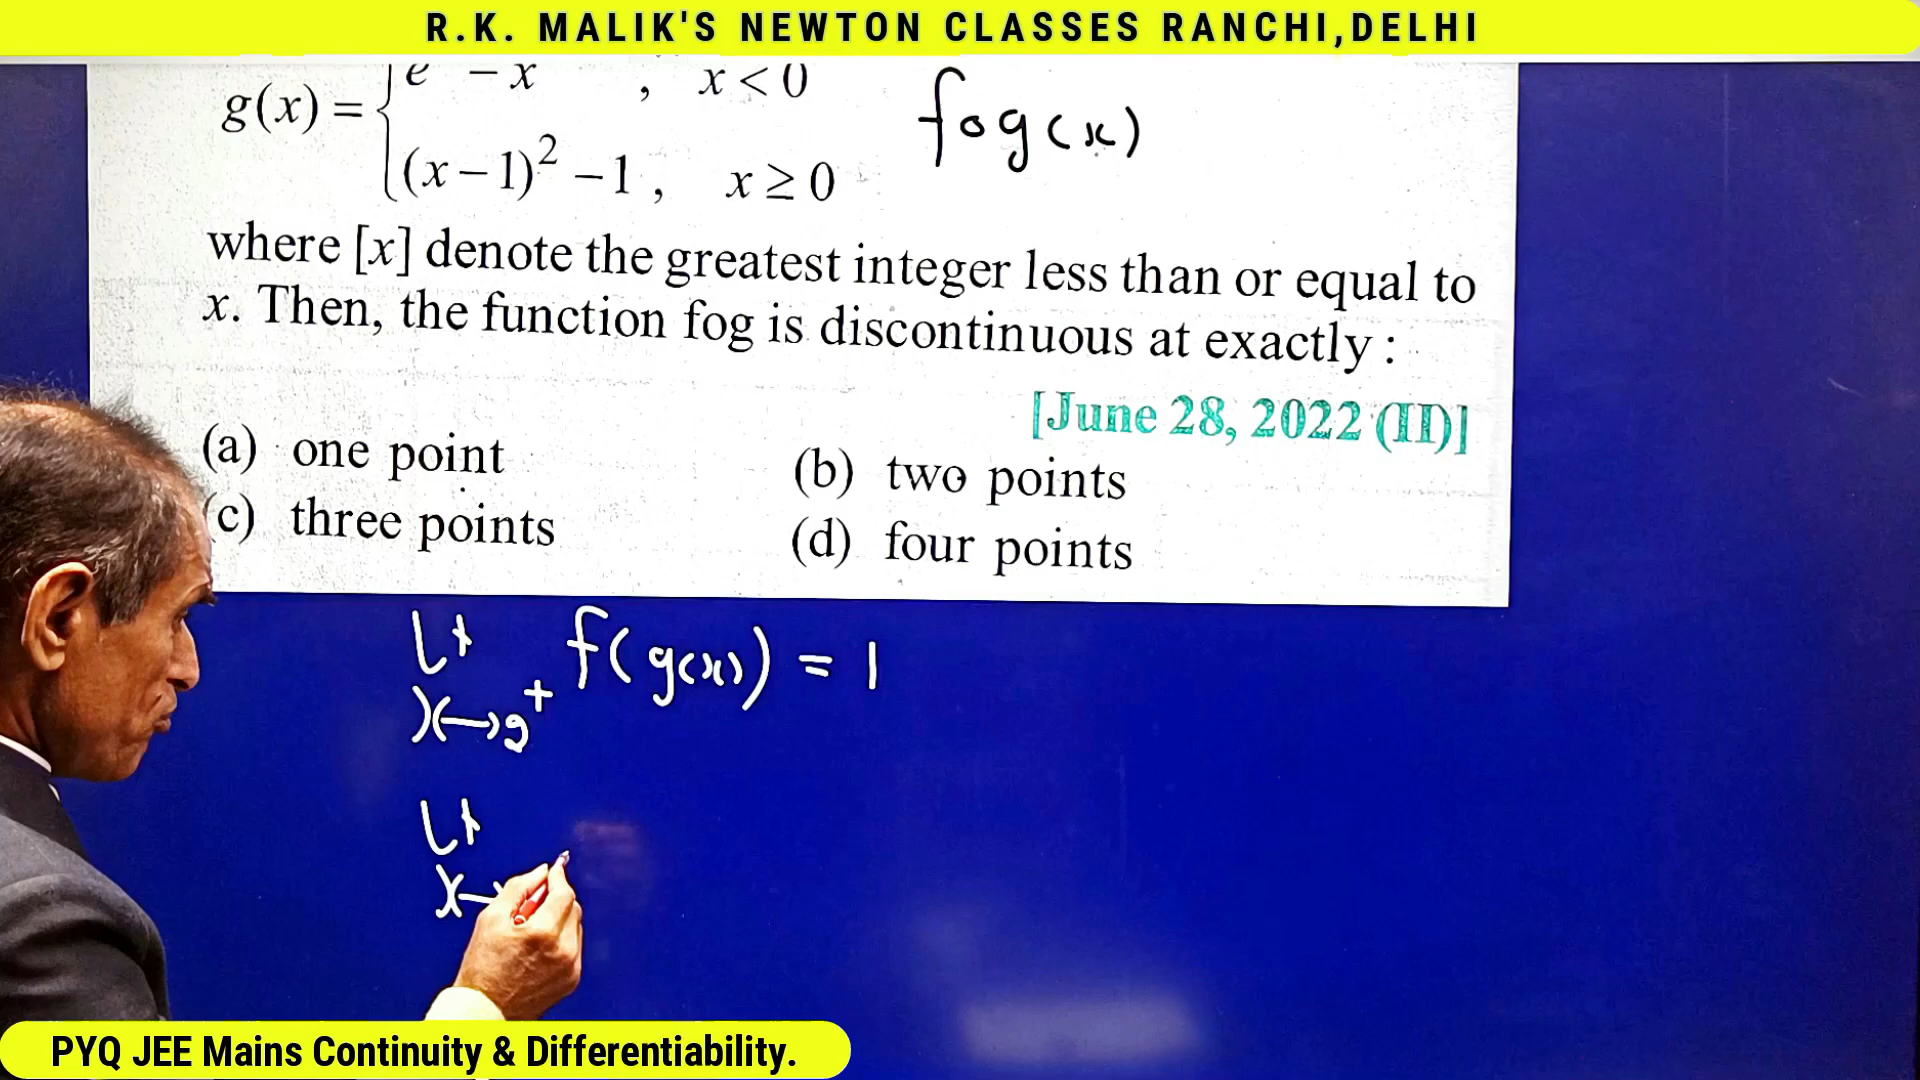 R.K. MALIK'S NEWTON CLASSES RANCHI,DELHI
e - x , x < 0
g(x) =
(x-1)² - 1 , x ≥ 0
fog(x)
where [x] denote the greatest integer less than or equal to
x. Then, the function fog is discontinuous at exactly :
[June 28, 2022 (II)]
(a) one point
(b) two points
(c) three points
(d) four points
Lt f(g(x)) = 1
x→
Lt
x→
PYQ JEE Mains Continuity & Differentiability.